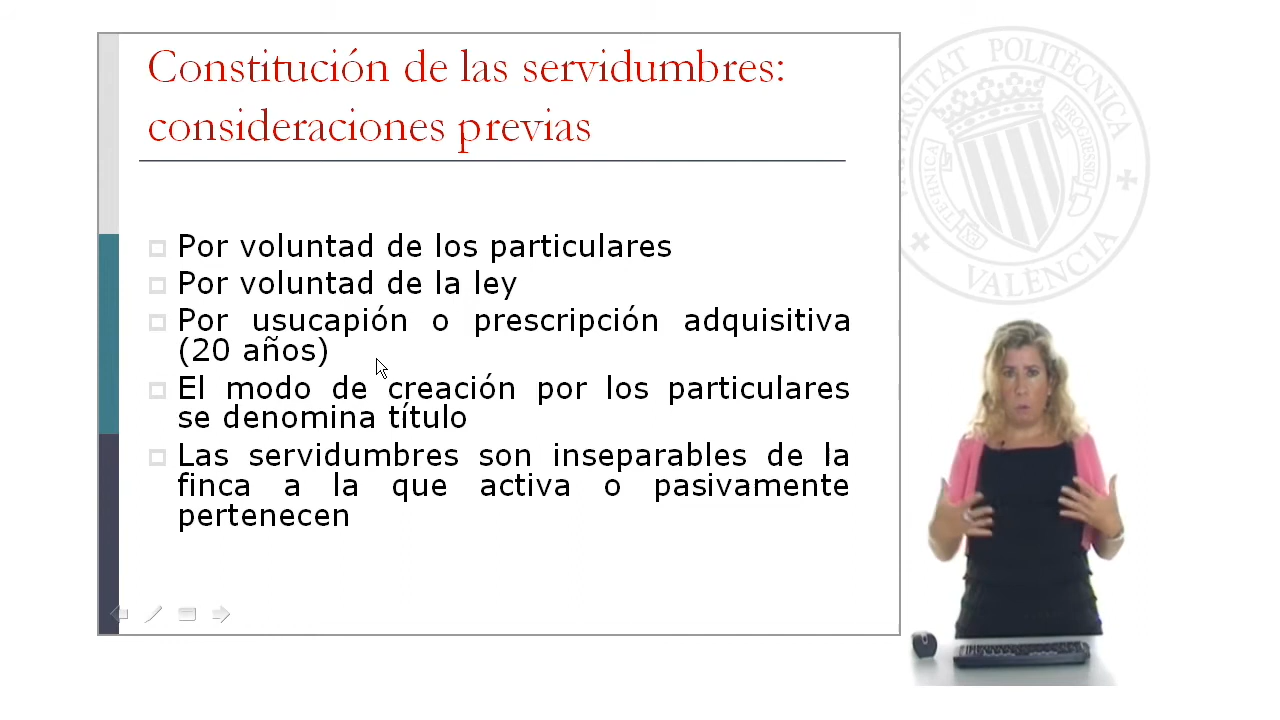 Constitución de las servidumbres:
consideraciones previas
Por voluntad de los particulares
Por voluntad de la ley
Por usucapión o prescripción adquisitiva
(20 años)
El modo de creación por los particulares
se denomina título
Las servidumbres son inseparables de la
finca a la que activa o pasivamente
pertenecen
POLITÈCNICA
VALÈNCIA